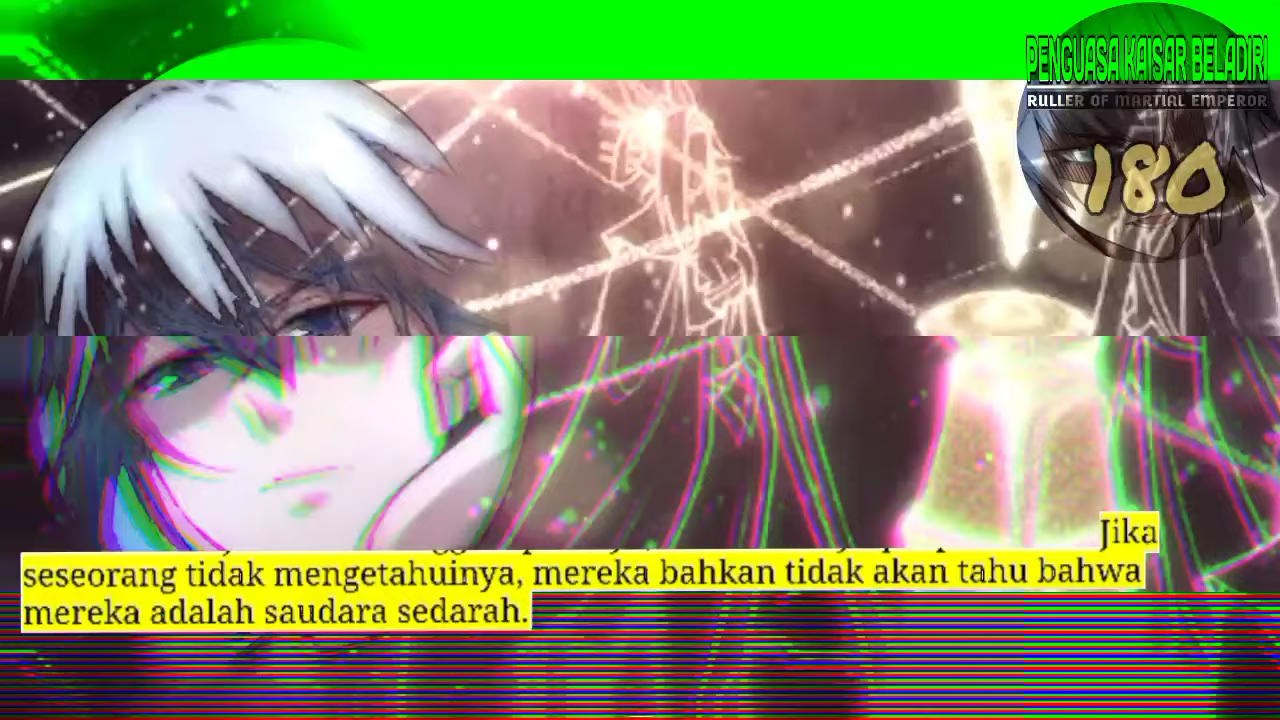 PENGUASA KAISAR BELADIRI
RULLER OF MARTIAL EMPEROR
180
Jika
seseorang tidak mengetahuinya, mereka bahkan tidak akan tahu bahwa
mereka adalah saudara sedarah.